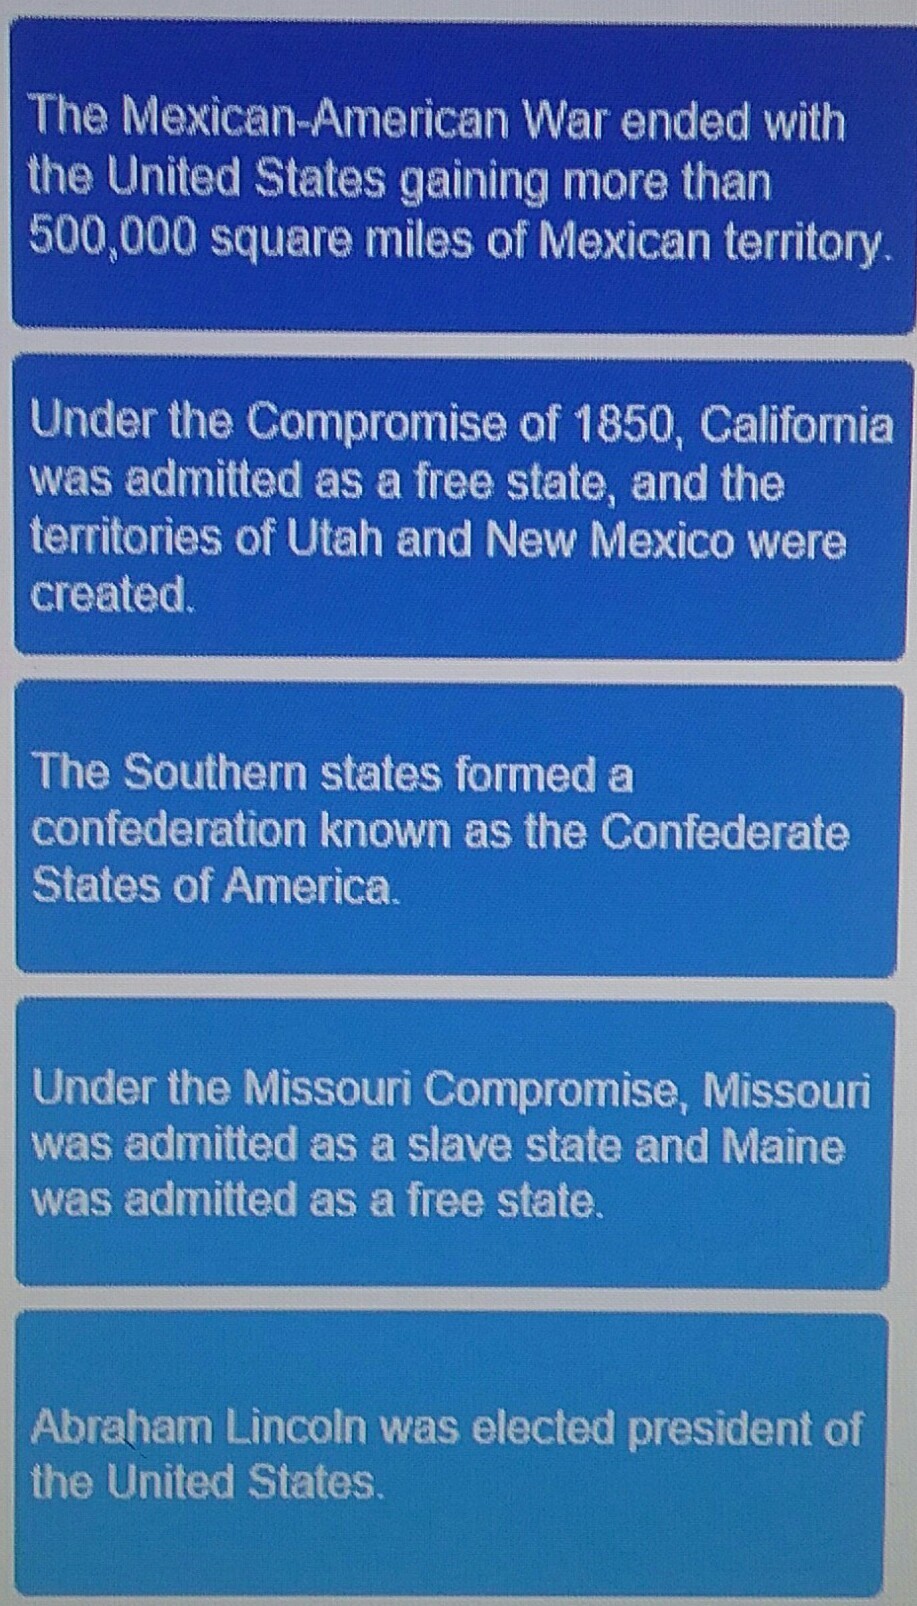 The Mexican-American War ended with
the United States gaining more than
500,000 square miles of Mexican territory.
Under the Compromise of 1850, California
was admitted as a free state, and the
territories of Utah and New Mexico were
created.
The Southern states formed a
confederation known as the Confederate
States of America.
Under the Missouri Compromise, Missouri
was admitted as a slave state and Maine
was admitted as a free state.
Abraham Lincoln was elected president of
the United States.